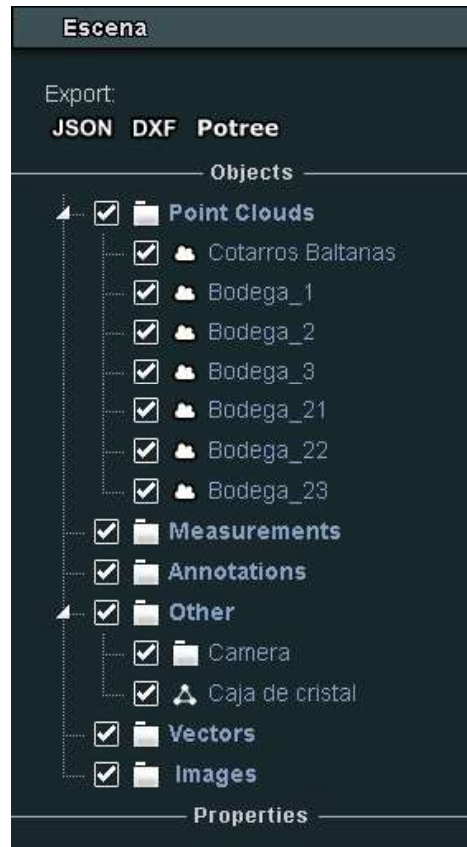 Escena
Export:
JSON DXF Potree
Objects
Point Clouds
Cotarros Baltanas
Bodega_1
Bodega_2
Bodega_3
Bodega_21
Bodega_22
Bodega_23
Measurements
Annotations
Other
Camera
Caja de cristal
Vectors
Images
Properties